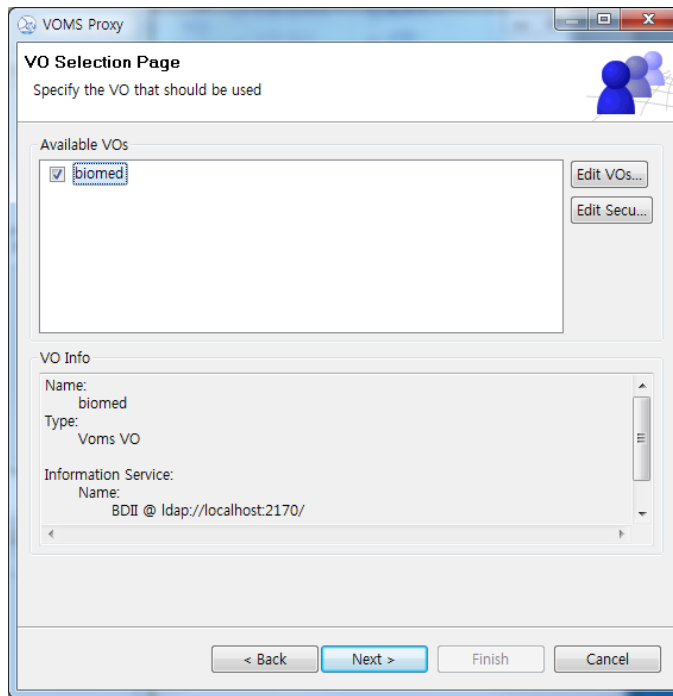 VOMS Proxy
VO Selection Page
Specify the VO that should be used
Available VOs
biomed
Edit VOs...
Edit Secu...
VO Info
Name:
biomed
Type:
Voms VO
Information Service:
Name:
BDII @ ldap://localhost:2170/
< Back
Next >
Finish
Cancel